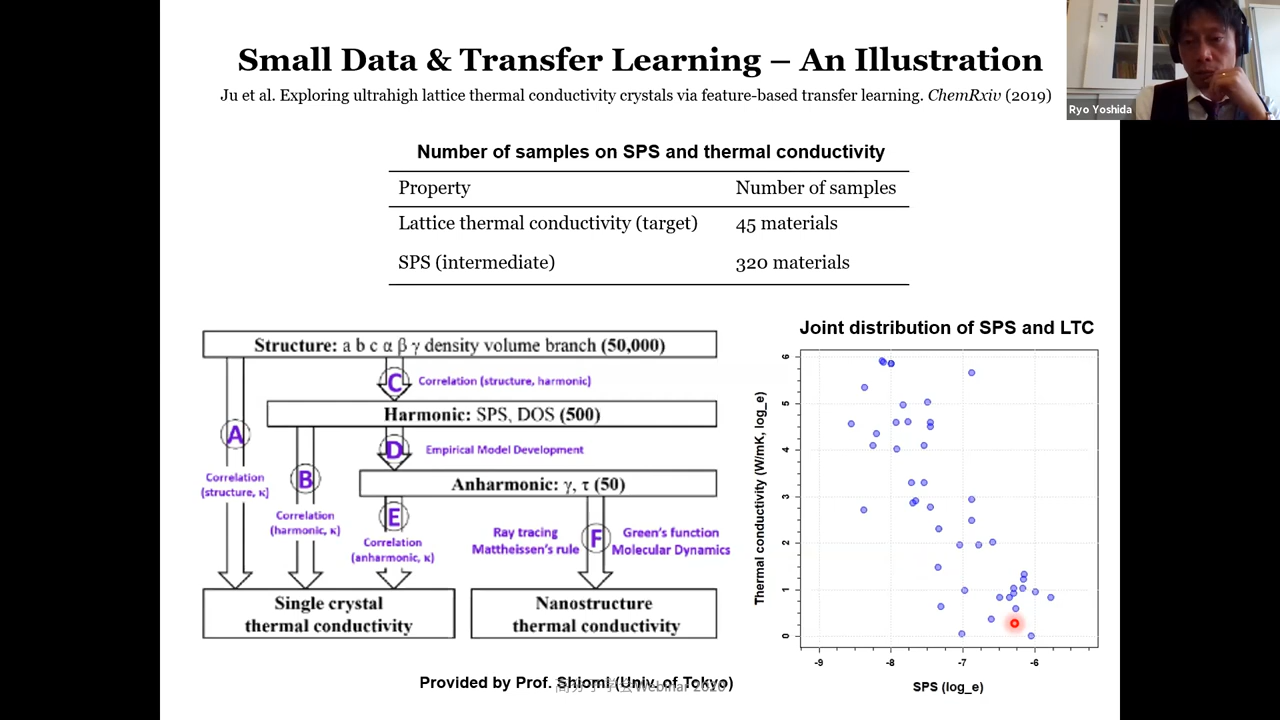 Small Data & Transfer Learning – An Illustration
Ju et al. Exploring ultrahigh lattice thermal conductivity crystals via feature-based transfer learning. ChemRxiv (2019)
Ryo Yoshida
Number of samples on SPS and thermal conductivity
Property Number of samples
Lattice thermal conductivity (target) 45 materials
SPS (intermediate) 320 materials
Structure: a b c α β γ density volume branch (50,000)
C Correlation (structure, harmonic)
Harmonic: SPS, DOS (500)
A
Correlation
(structure, κ)
B
Correlation
(harmonic, κ)
D Empirical Model Development
Anharmonic: γ, τ (50)
E
Correlation
(anharmonic, κ)
Ray tracing
Mattheissen's rule
F
Green's function
Molecular Dynamics
Single crystal
thermal conductivity
Nanostructure
thermal conductivity
Joint distribution of SPS and LTC
Thermal conductivity (W/mK, log_e)
6
5
4
3
2
1
0
-9 -8 -7 -6
SPS (log_e)
Provided by Prof. Shiomi (Univ. of Tokyo)
Webinar 2020